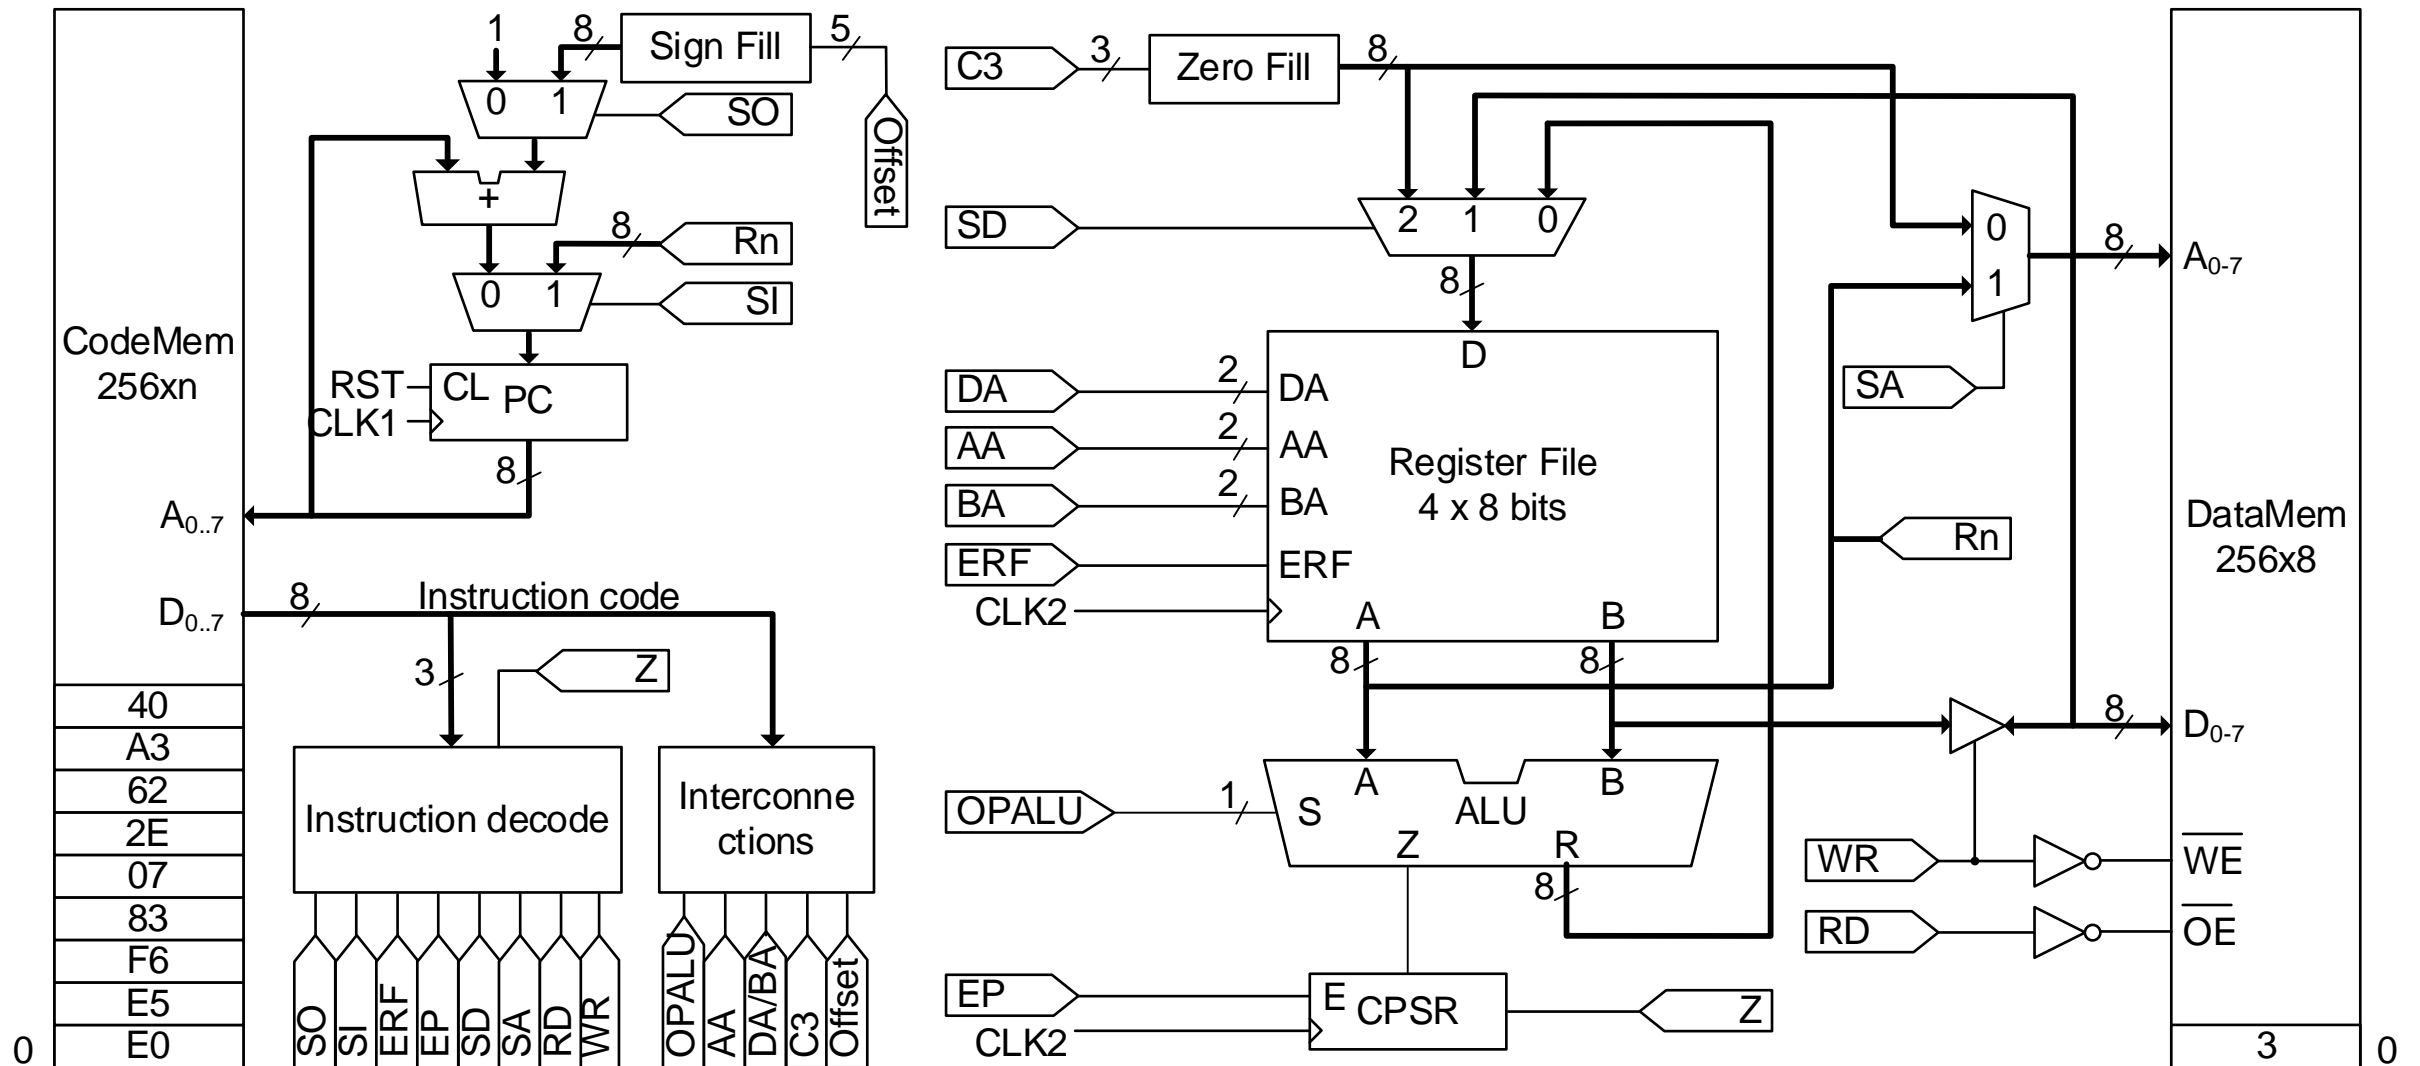 1
8
Sign Fill
5
0 1
SO
Offset
+
8
Rn
0 1
SI
CodeMem
256xn
RST
CL
PC
CLK1
8
A0..7
D0..7
8
Instruction code
3
Z
Instruction decode
Interconne
ctions
SO
SI
ERF
EP
SD
SA
RD
WR
OPALU
AA
DA/BA
C3
Offset
40
A3
62
2E
07
83
F6
E5
0
E0
C3
3
Zero Fill
8
SD
2 1 0
8
D
DA
2
DA
AA
2
AA
BA
2
BA
Register File
4 x 8 bits
ERF
ERF
CLK2
A
B
8
8
OPALU
1
S
A
ALU
B
Z
R
8
EP
E
CPSR
CLK2
Z
0
1
8
A0-7
SA
Rn
DataMem
256x8
8
D0-7
WR
WE
RD
OE
3
0